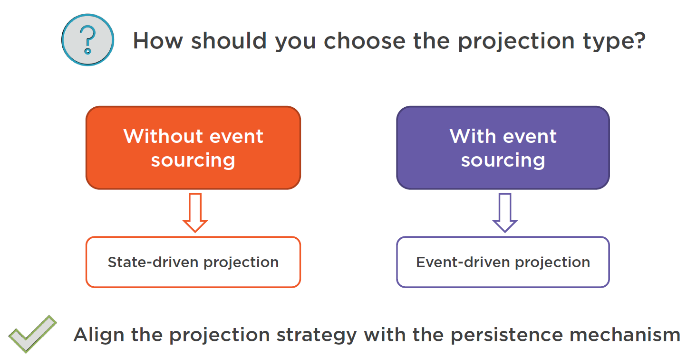 ?
How should you choose the projection type?
Without event
sourcing
With event
sourcing
State-driven projection
Event-driven projection
Align the projection strategy with the persistence mechanism